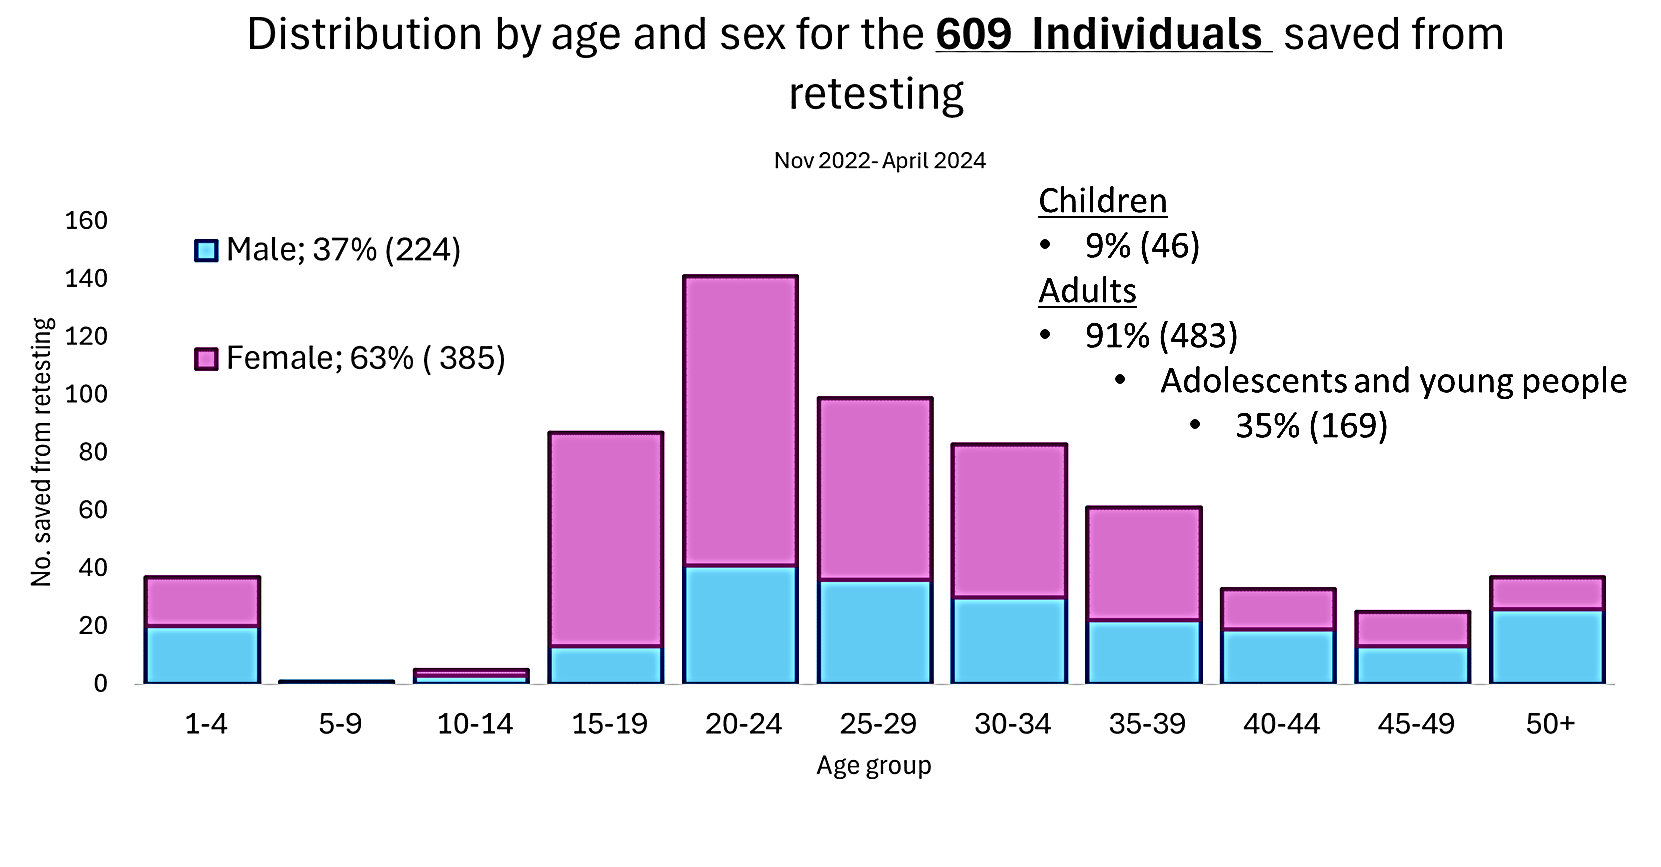 Distribution by age and sex for the 609 Individuals saved from
retesting
Nov 2022- April 2024
Children
• 9% (46)
Adults
• 91% (483)
• Adolescents and young people
• 35% (169)
Male; 37% (224)
Female; 63% ( 385)
No. saved from retesting
160
140
120
100
80
60
40
20
0
1-4 5-9 10-14 15-19 20-24 25-29 30-34 35-39 40-44 45-49 50+
Age group